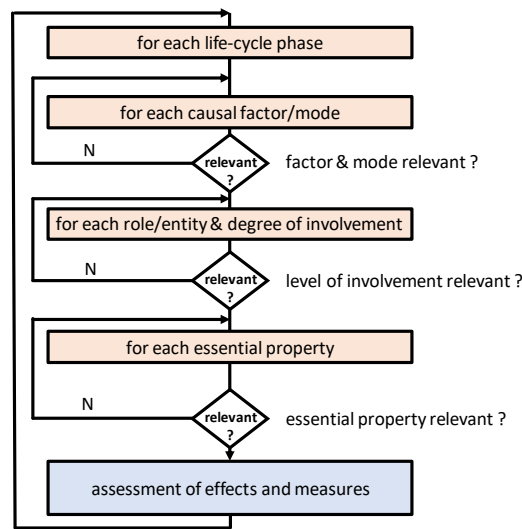 for each life-cycle phase
for each causal factor/mode
N
relevant
?
factor & mode relevant ?
for each role/entity & degree of involvement
N
relevant
?
level of involvement relevant ?
for each essential property
N
relevant
?
essential property relevant ?
assessment of effects and measures